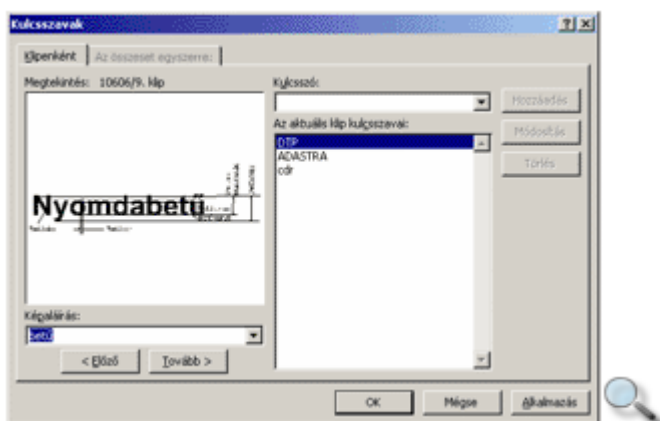 Kulcsszavak
Klipenként
Az összeset egyszerre:
Megtekintés: 10606/9. klip
Kulcsszó:
Hozzáadás
Az aktuális klip kulcsszavai:
Módosítás
DTP
Törlés
ADASTRA
cdr
Nyomdabetű
Képaláírás:
betű
< Előző
Tovább >
OK
Mégse
Alkalmazás